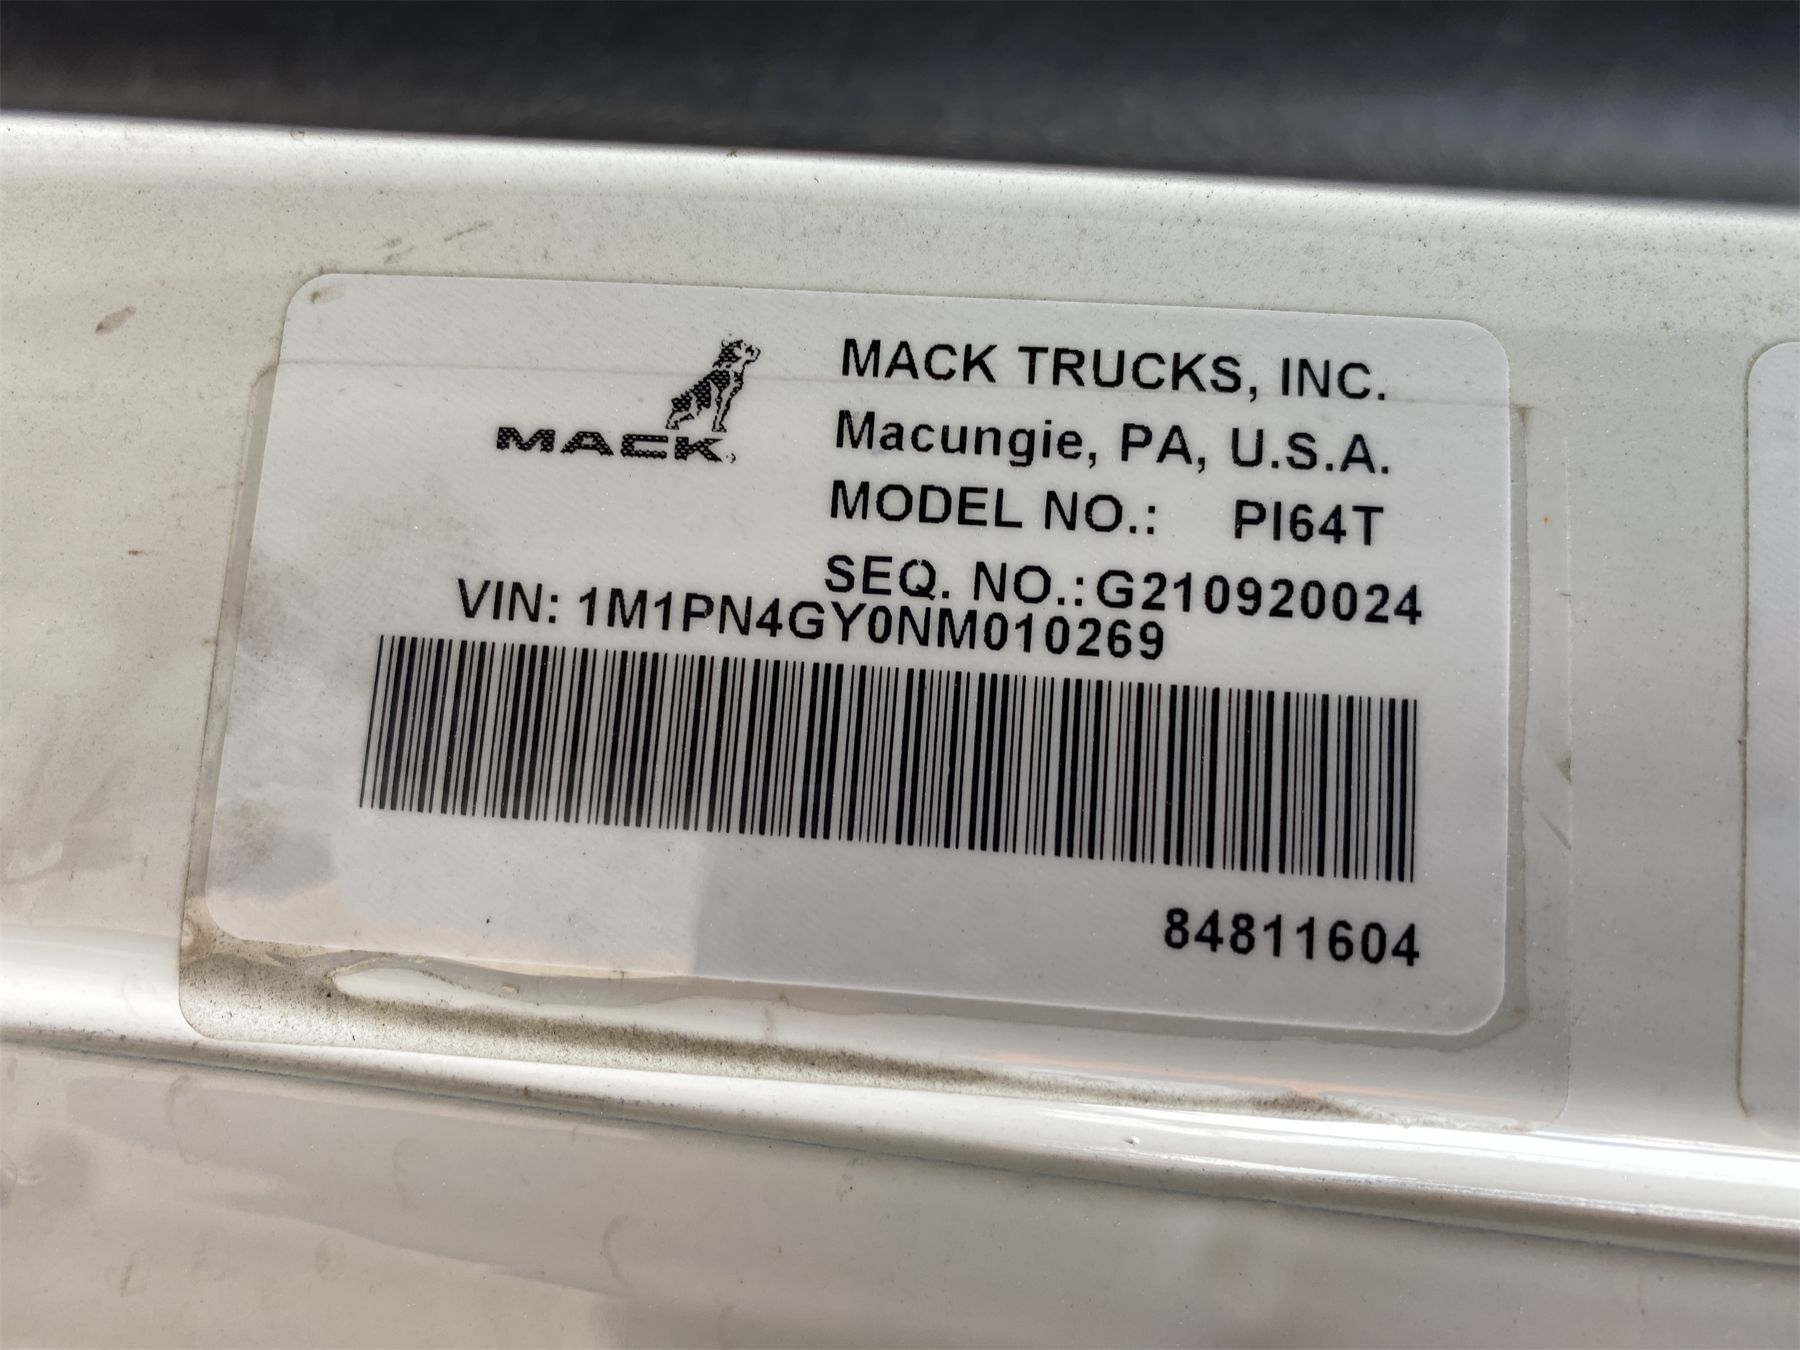 MACK
MACK TRUCKS, INC.
Macungie, PA, U.S.A.
MODEL NO.: PI64T
SEQ. NO.:G210920024
VIN: 1M1PN4GY0NM010269
84811604